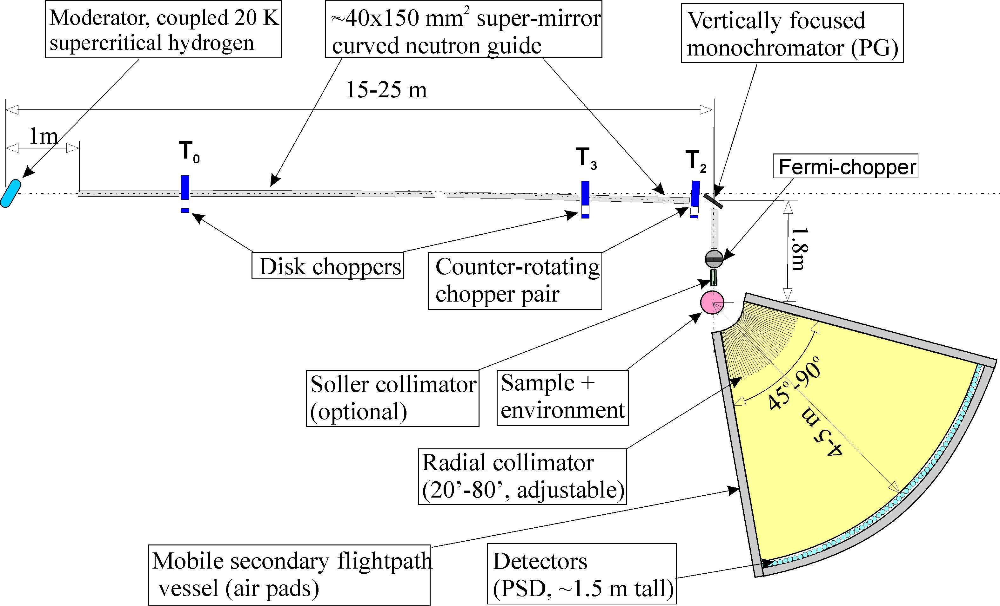 Moderator, coupled 20 K
supercritical hydrogen
~40x150 mm² super-mirror
curved neutron guide
Vertically focused
monochromator (PG)
15-25 m
1m
T₀
T₃
T₂
Fermi-chopper
1.8m
Disk choppers
Counter-rotating
chopper pair
Soller collimator
(optional)
Sample +
environment
45°-90°
4-5 m
Radial collimator
(20’-80’, adjustable)
Mobile secondary flightpath
vessel (air pads)
Detectors
(PSD, ~1.5 m tall)